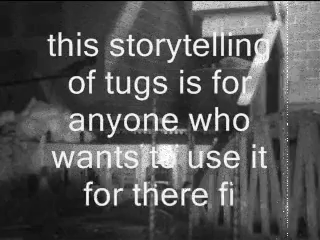 this storytelling
of tugs is for
anyone who
wants to use it
for there fi